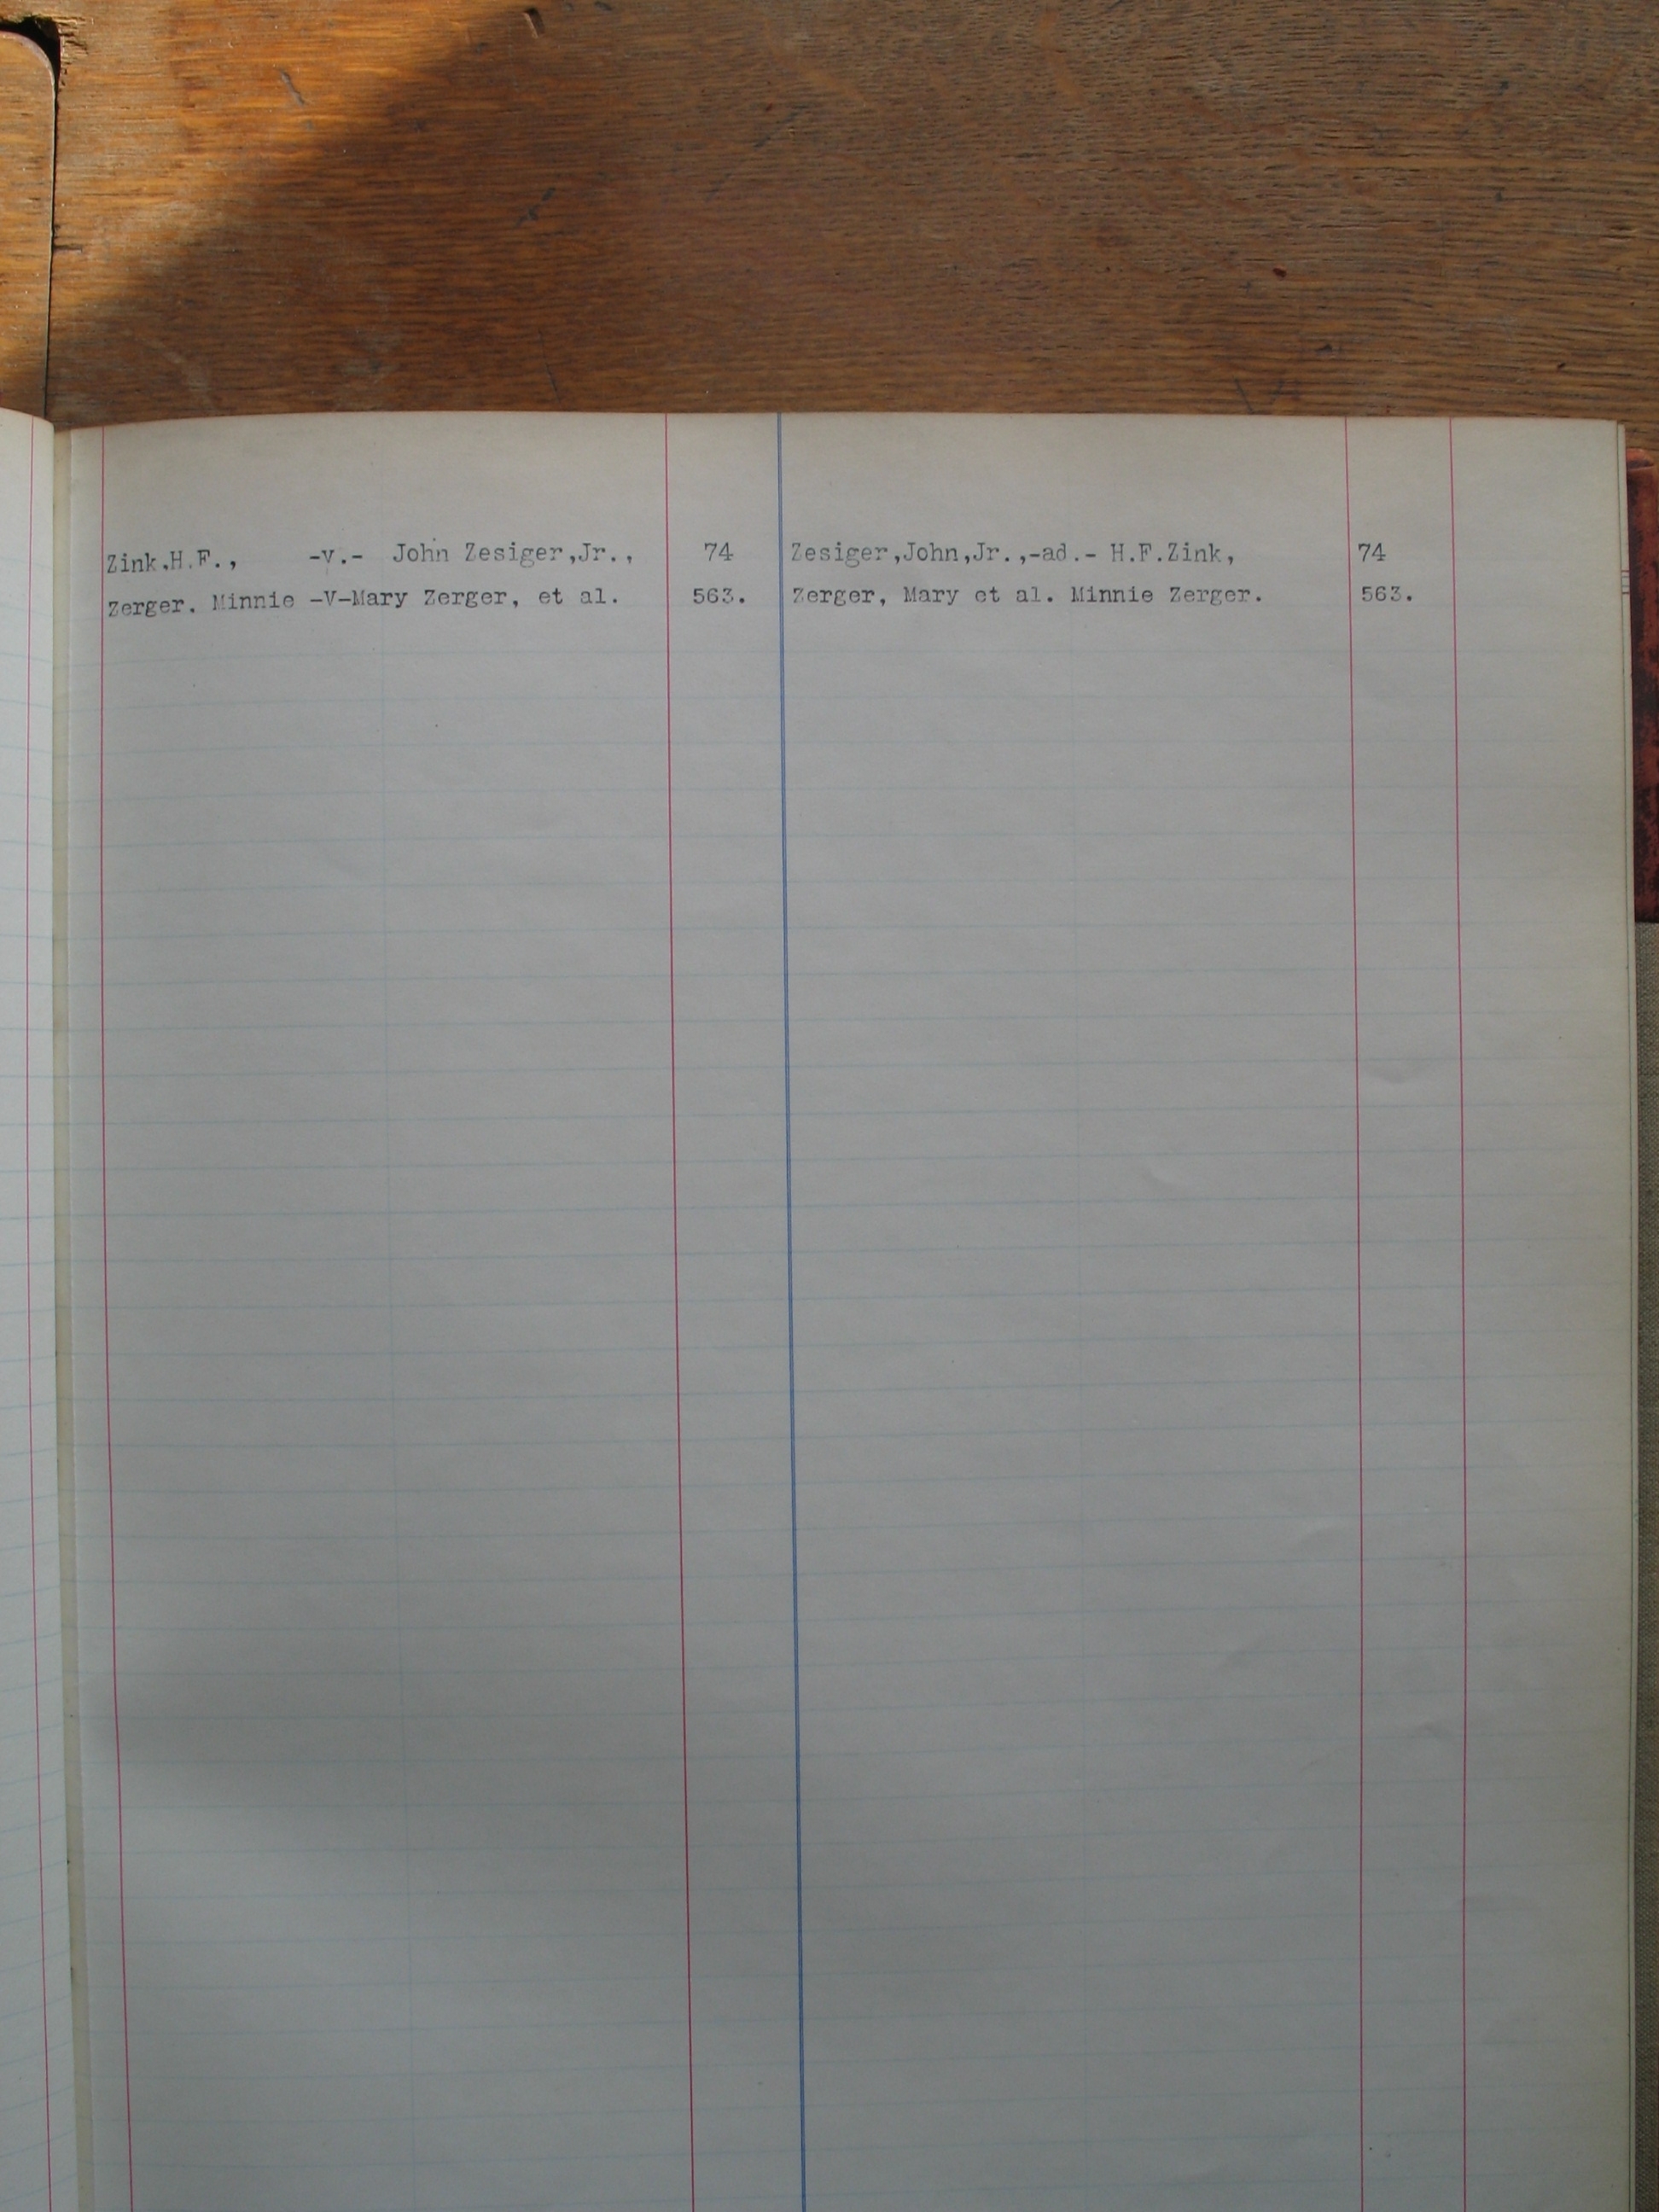 Zink.H.F., -v.- John Zesiger,Jr., 74 Zesiger,John,Jr.,-ad.- H.F.Zink, 74
Zerger. Minnie -V-Mary Zerger, et al. 563. Zerger, Mary et al. Minnie Zerger. 563.